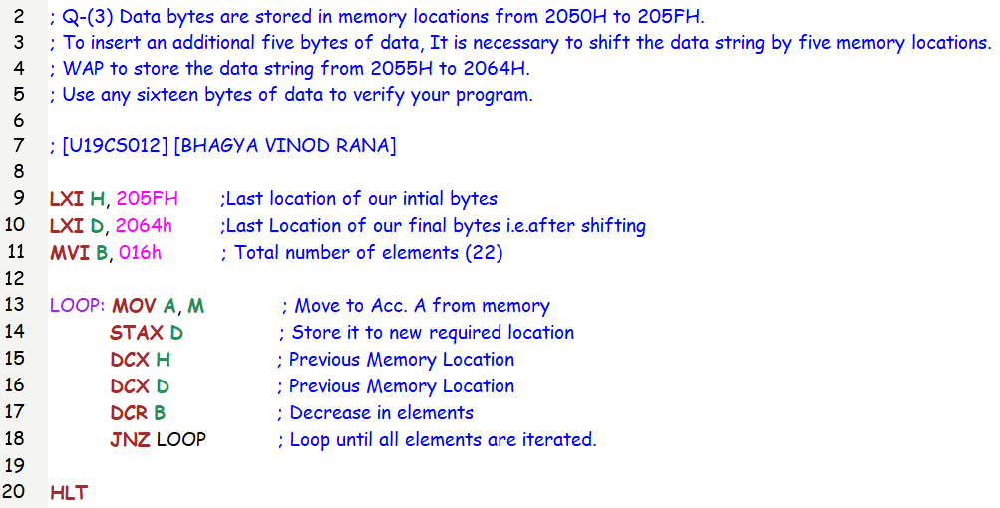 2 ; Q-(3) Data bytes are stored in memory locations from 2050H to 205FH.
3 ; To insert an additional five bytes of data, It is necessary to shift the data string by five memory locations.
4 ; WAP to store the data string from 2055H to 2064H.
5 ; Use any sixteen bytes of data to verify your program.
6
7 ; [U19CS012] [BHAGYA VINOD RANA]
8
9 LXI H, 205FH ;Last location of our intial bytes
10 LXI D, 2064h ;Last Location of our final bytes i.e.after shifting
11 MVI B, 016h ; Total number of elements (22)
12
13 LOOP: MOV A, M ; Move to Acc. A from memory
14 STAX D ; Store it to new required location
15 DCX H ; Previous Memory Location
16 DCX D ; Previous Memory Location
17 DCR B ; Decrease in elements
18 JNZ LOOP ; Loop until all elements are iterated.
19
20 HLT